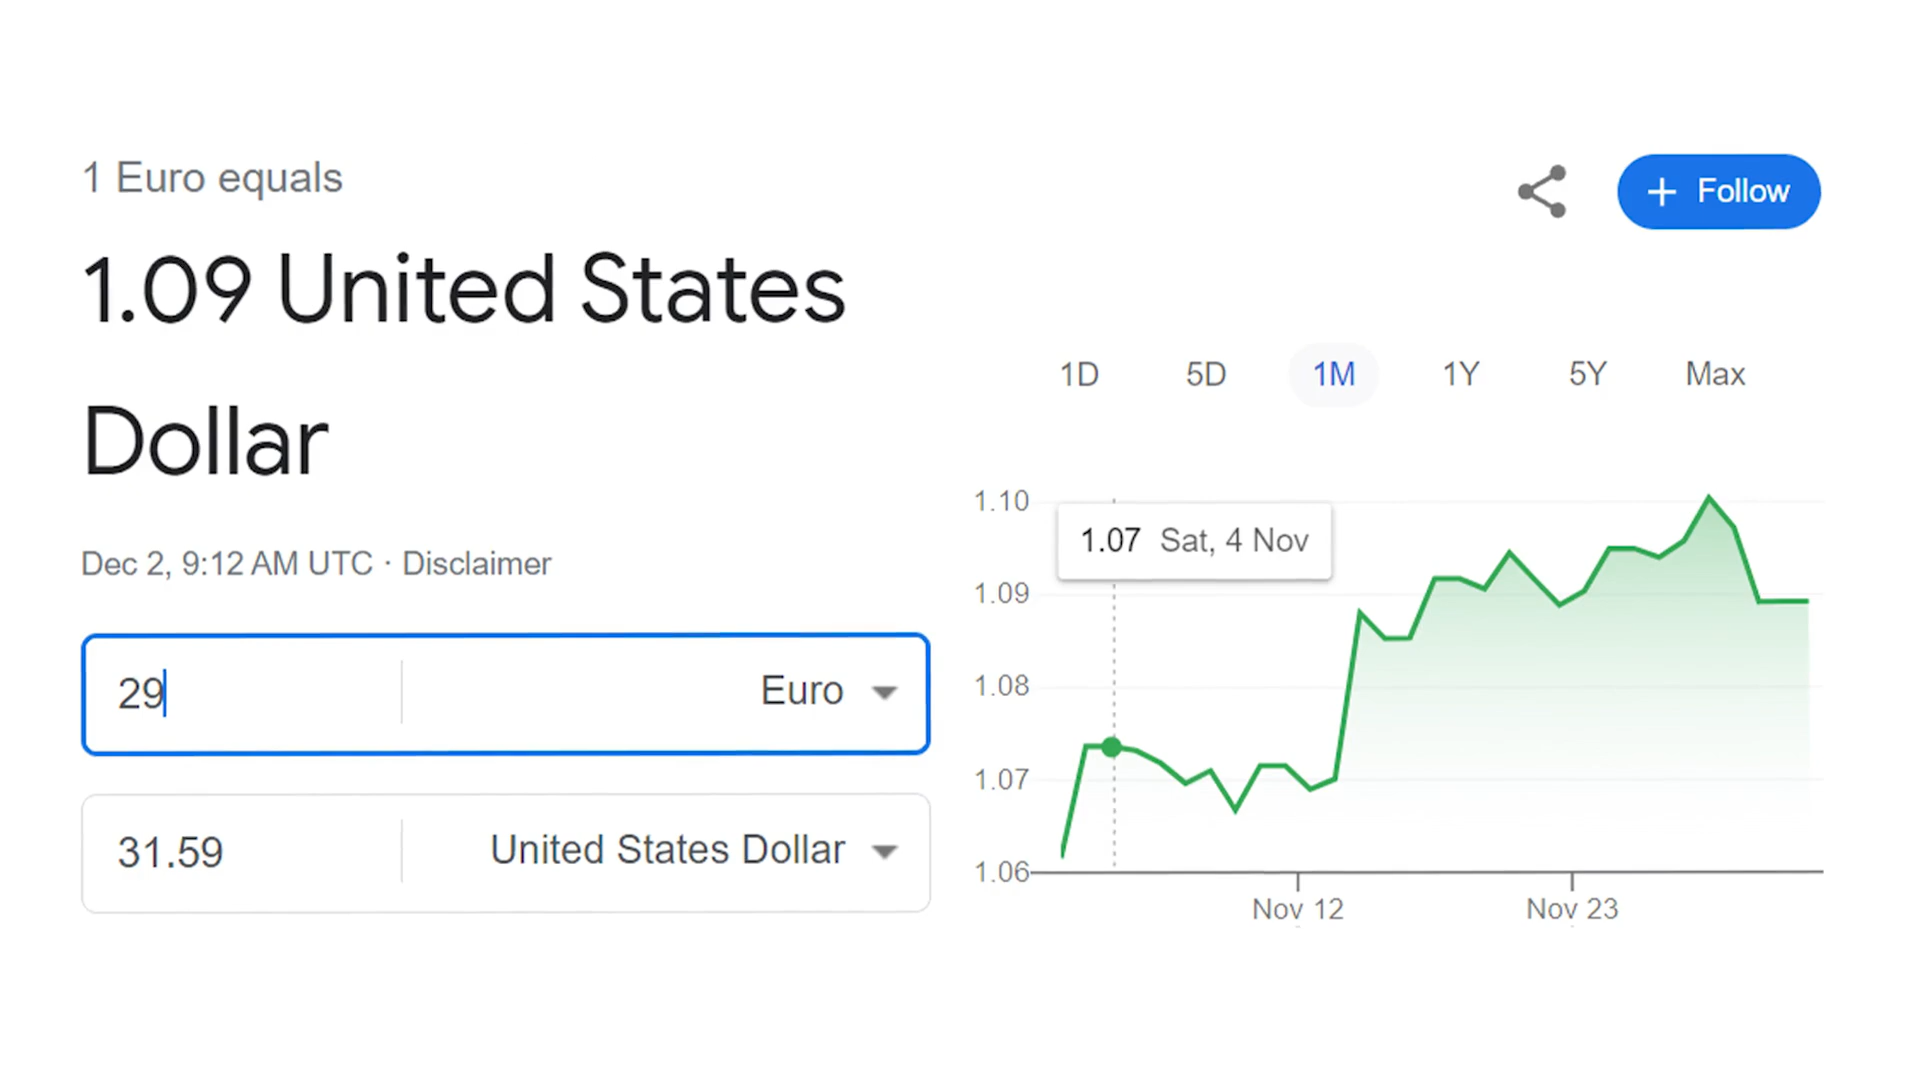 1 Euro equals
1.09 United States
Dollar
Dec 2, 9:12 AM UTC · Disclaimer
29 Euro
31.59 United States Dollar
+ Follow
1D 5D 1M 1Y 5Y Max
1.10
1.07 Sat, 4 Nov
1.09
1.08
1.07
1.06
Nov 12 Nov 23